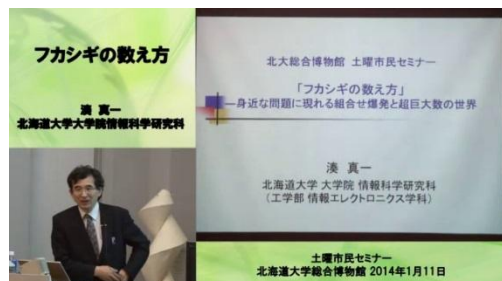 フカシギの数え方
湊 真一
北海道大学大学院情報科学研究科
北大総合博物館 土曜市民セミナー
「フカシギの数え方」
―身近な問題に現れる組合せ爆発と超巨大数の世界
湊 真一
北海道大学 大学院 情報科学研究科
（工学部 情報エレクトロニクス学科）
土曜市民セミナー
北海道大学総合博物館 2014年1月11日